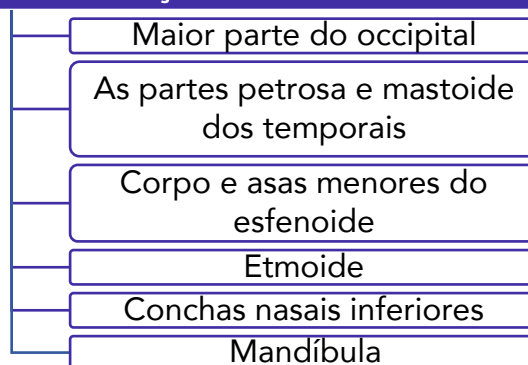 Maior parte do occipital
As partes petrosa e mastoide
dos temporais
Corpo e asas menores do
esfenoide
Etmoide
Conchas nasais inferiores
Mandíbula